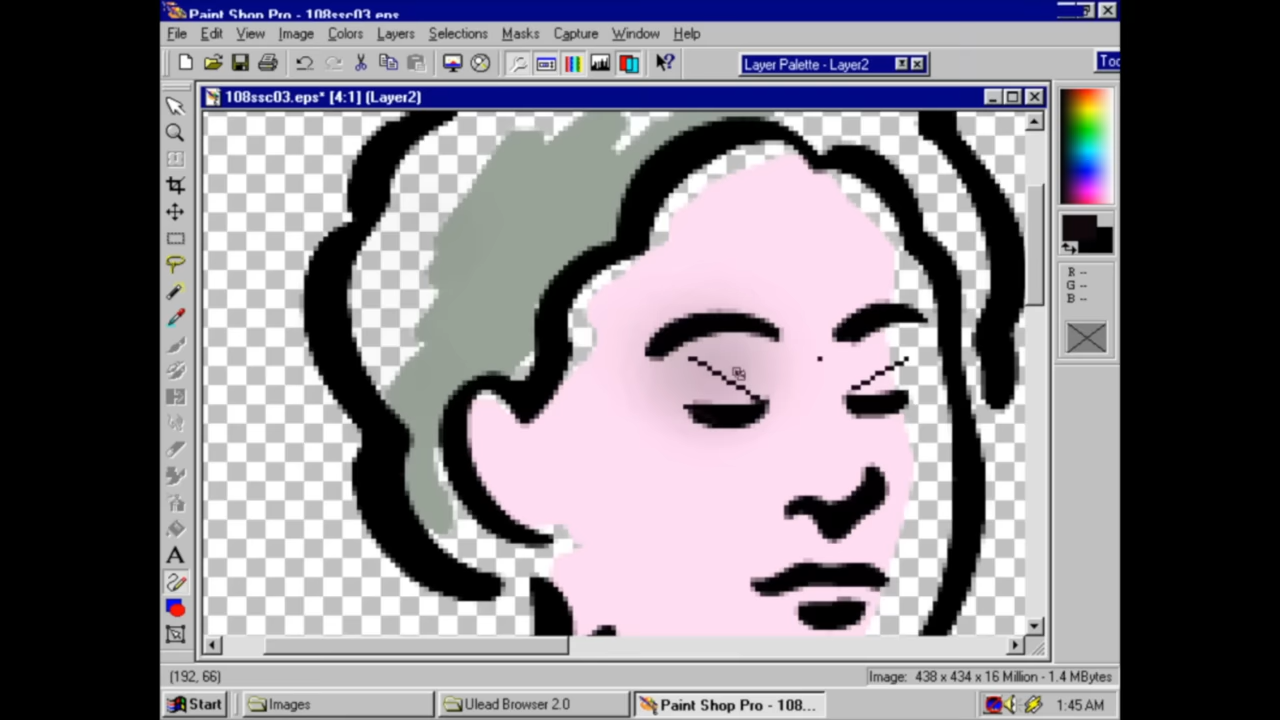 Paint Shop Pro - 108ssc03.eps
File Edit View Image Colors Layers Selections Masks Capture Window Help
Layer Palette - Layer2
Too
108ssc03.eps* [4:1] (Layer2)
R --
G --
B --
A
(192, 66)
Image: 438 x 434 x 16 Million - 1.4 MBytes
Start
Images
Ulead Browser 2.0
Paint Shop Pro - 108...
1:45 AM